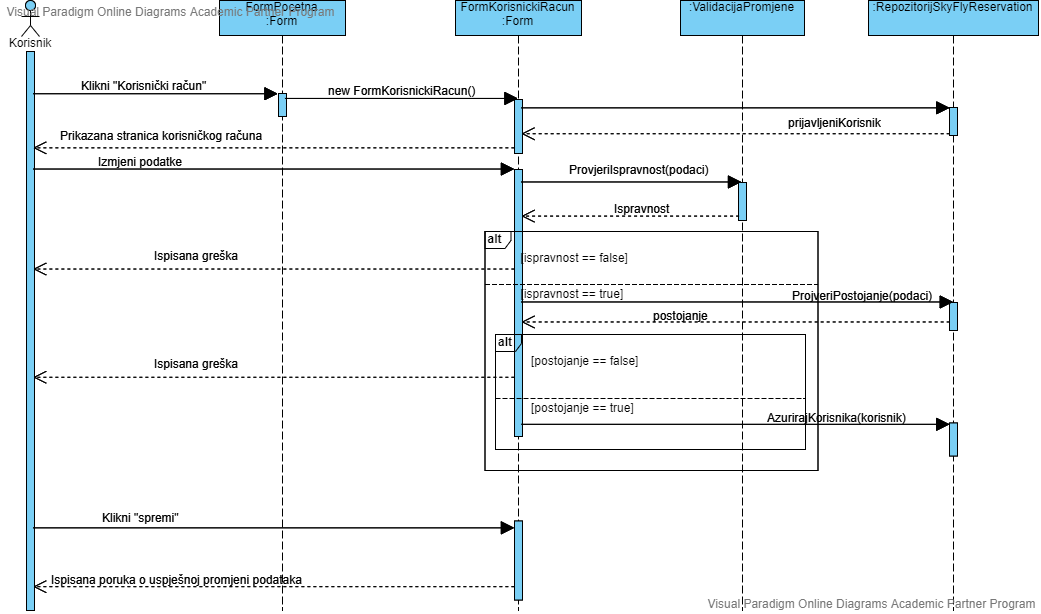 Visual Paradigm Online Diagrams Academic Partner Program
FormPocetna
:Form
FormKorisnickiRacun
:Form
:ValidacijaPromjene
:RepozitorijSkyFlyReservation
Korisnik
Klikni "Korisnički račun"
new FormKorisnickiRacun()
prijavljeniKorisnik
Prikazana stranica korisničkog računa
Izmjeni podatke
ProvjeriIspravnost(podaci)
Ispravnost
alt
Ispisana greška
[ispravnost == false]
[ispravnost == true]
ProjveriPostojanje(podaci)
postojanje
alt
Ispisana greška
[postojanje == false]
[postojanje == true]
AzurirajKorisnika(korisnik)
Klikni "spremi"
Ispisana poruka o uspješnoj promjeni podataka
Visual Paradigm Online Diagrams Academic Partner Program